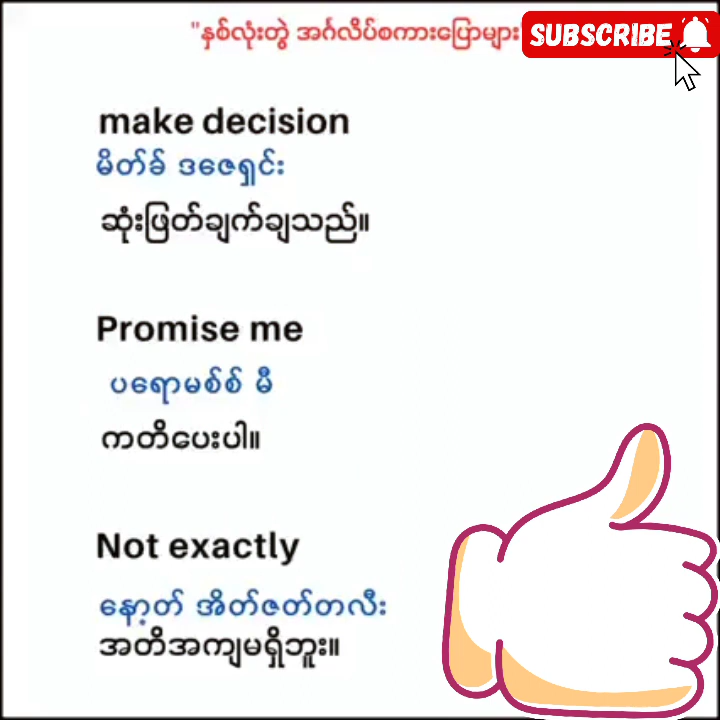 "နှစ်လုံးတွဲ အင်္ဂလိပ်စကားပြောများ
SUBSCRIBE
make decision
မိတ်ခ် ဒဇေရှင်း
ဆုံးဖြတ်ချက်ချသည်။
Promise me
ပရောမစ်စ် မီ
ကတိပေးပါ။
Not exactly
နော့တ် အိတ်ဇတ်တလီး
အတိအကျမရှိဘူး။